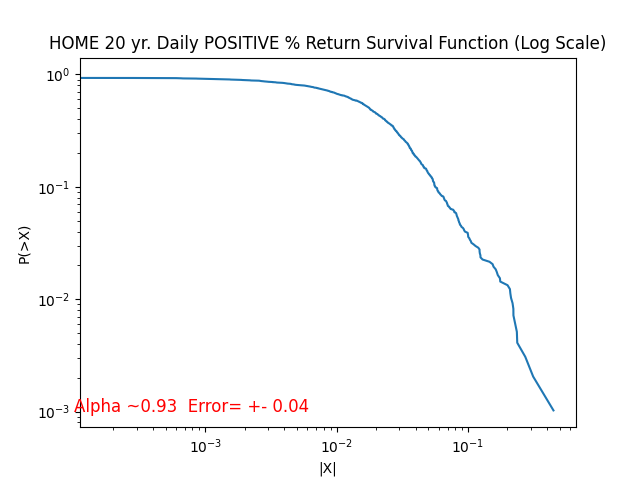 HOME 20 yr. Daily POSITIVE % Return Survival Function (Log Scale)
10⁰
10⁻¹
P(>X)
10⁻²
10⁻³
Alpha ~0.93  Error= +- 0.04
10⁻³ 10⁻² 10⁻¹
|X|